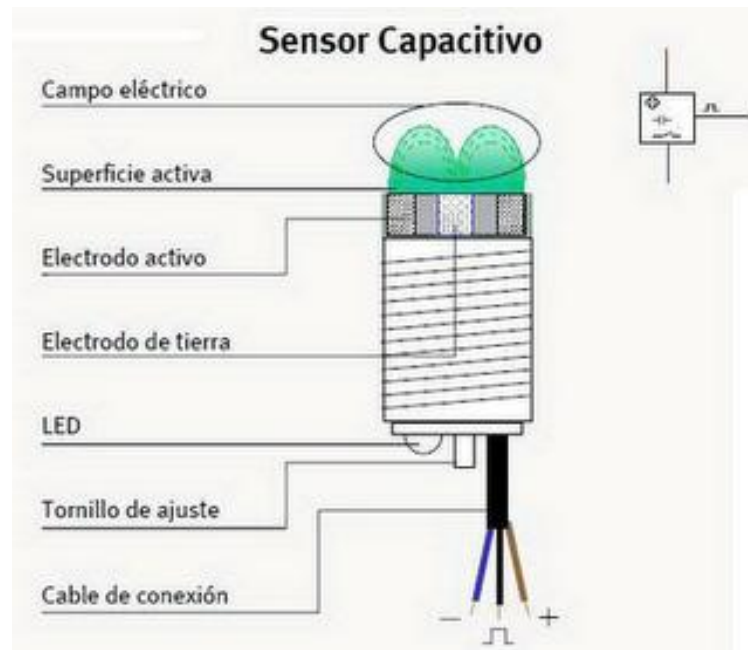 Sensor Capacitivo
Campo eléctrico
Superficie activa
Electrodo activo
Electrodo de tierra
LED
Tornillo de ajuste
Cable de conexión
− +